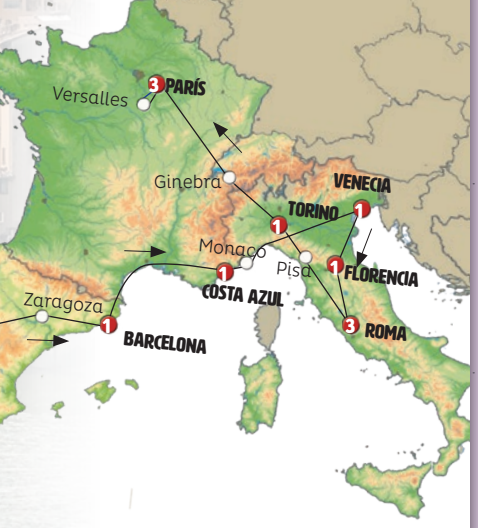 3 PARÍS
Versalles
Ginebra
VENECIA
1
1 TORINO
Monaco
Pisa
1 FLORENCIA
1
COSTA AZUL
Zaragoza
1
BARCELONA
3 ROMA